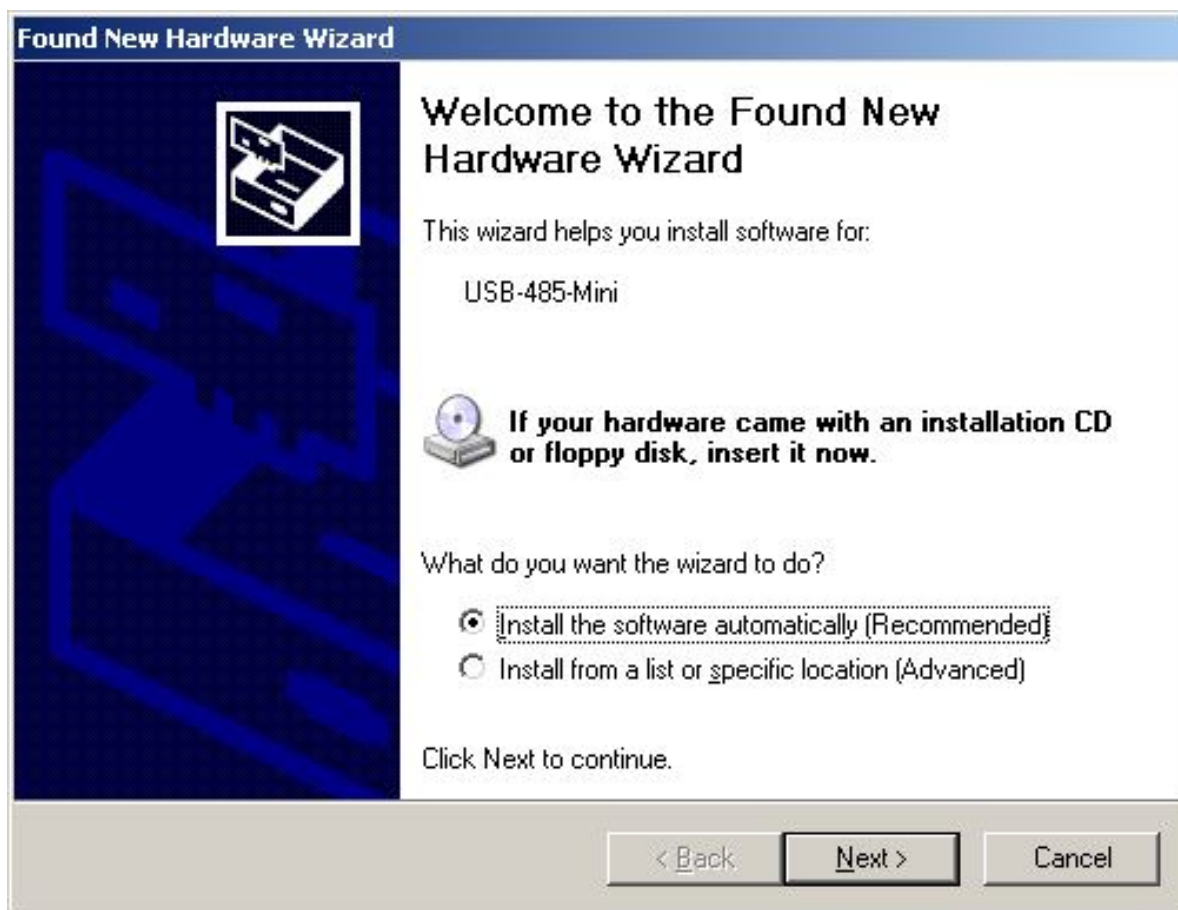 Found New Hardware Wizard
Welcome to the Found New
Hardware Wizard
This wizard helps you install software for:
USB-485-Mini
If your hardware came with an installation CD
or floppy disk, insert it now.
What do you want the wizard to do?
Install the software automatically (Recommended)
Install from a list or specific location (Advanced)
Click Next to continue.
< Back Next > Cancel